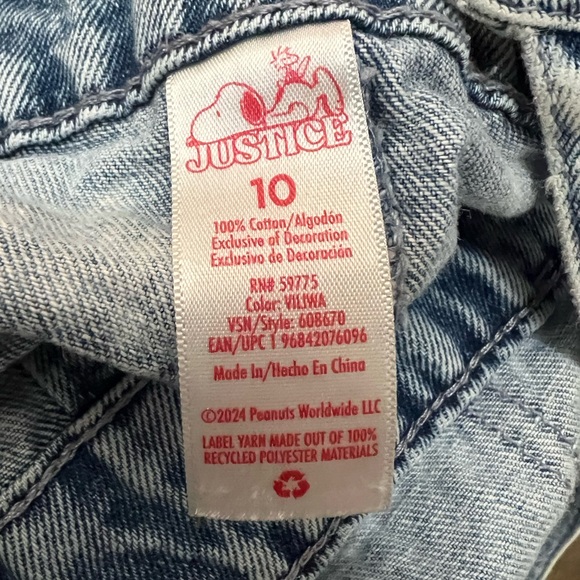 JUSTICE
10
100% Cotton/Algodón
Exclusive of Decoration
Exclusivo de Decoración
RN# 59775
Color: VILIWA
VSN/Style: 608670
EAN/UPC 1 96842076096
Made In/Hecho En China
©2024 Peanuts Worldwide LLC
LABEL YARN MADE OUT OF 100%
RECYCLED POLYESTER MATERIALS